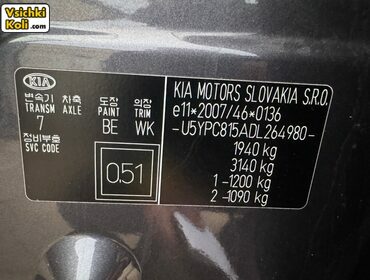 Vsichki
Koli.com
KIA
변속기 차축 도장 의장
TRANSM AXLE PAINT TRIM
7 BE WK
정비부호
SVC CODE
0.51
KIA MOTORS SLOVAKIA S.R.O.
e11*2007/46*0136
-U5YPC815ADL264980-
1940 kg
3140 kg
1 -1200 kg
2 -1090 kg